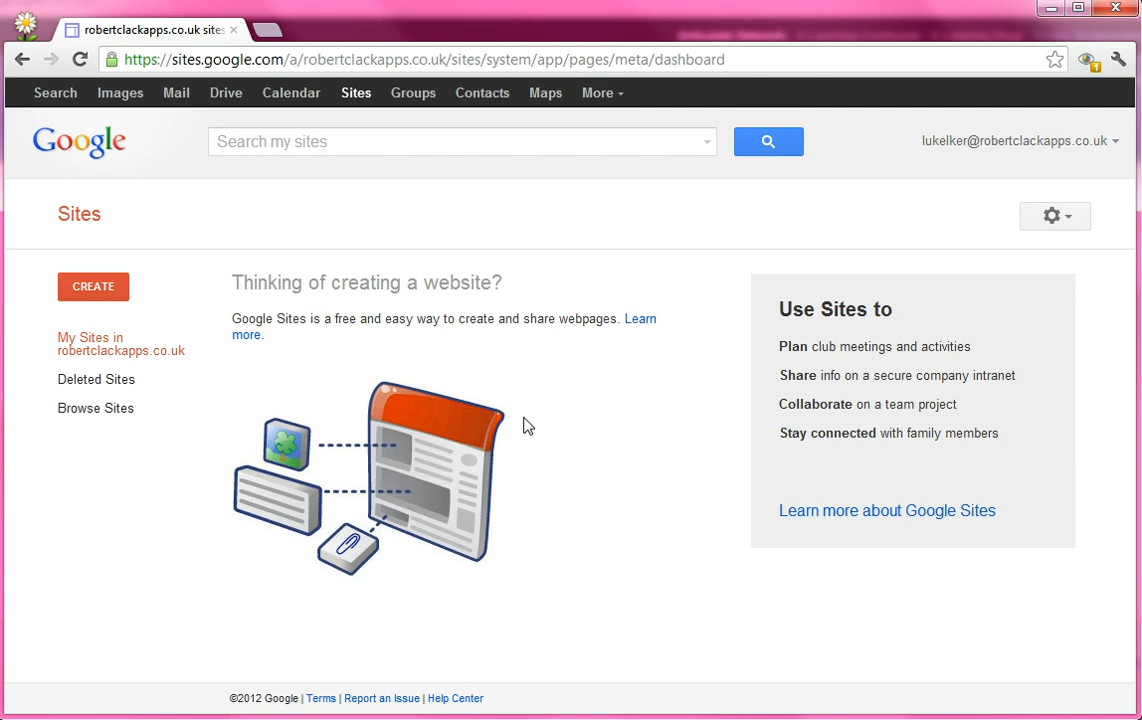 robertclackapps.co.uk sites
https://sites.google.com/a/robertclackapps.co.uk/sites/system/app/pages/meta/dashboard
1
Search Images Mail Drive Calendar Sites Groups Contacts Maps More
Google
Search my sites
lukelker@robertclackapps.co.uk
Sites
CREATE
My Sites in
robertclackapps.co.uk
Deleted Sites
Browse Sites
Thinking of creating a website?
Google Sites is a free and easy way to create and share webpages. Learn
more.
Use Sites to
Plan club meetings and activities
Share info on a secure company intranet
Collaborate on a team project
Stay connected with family members
Learn more about Google Sites
©2012 Google | Terms | Report an Issue | Help Center